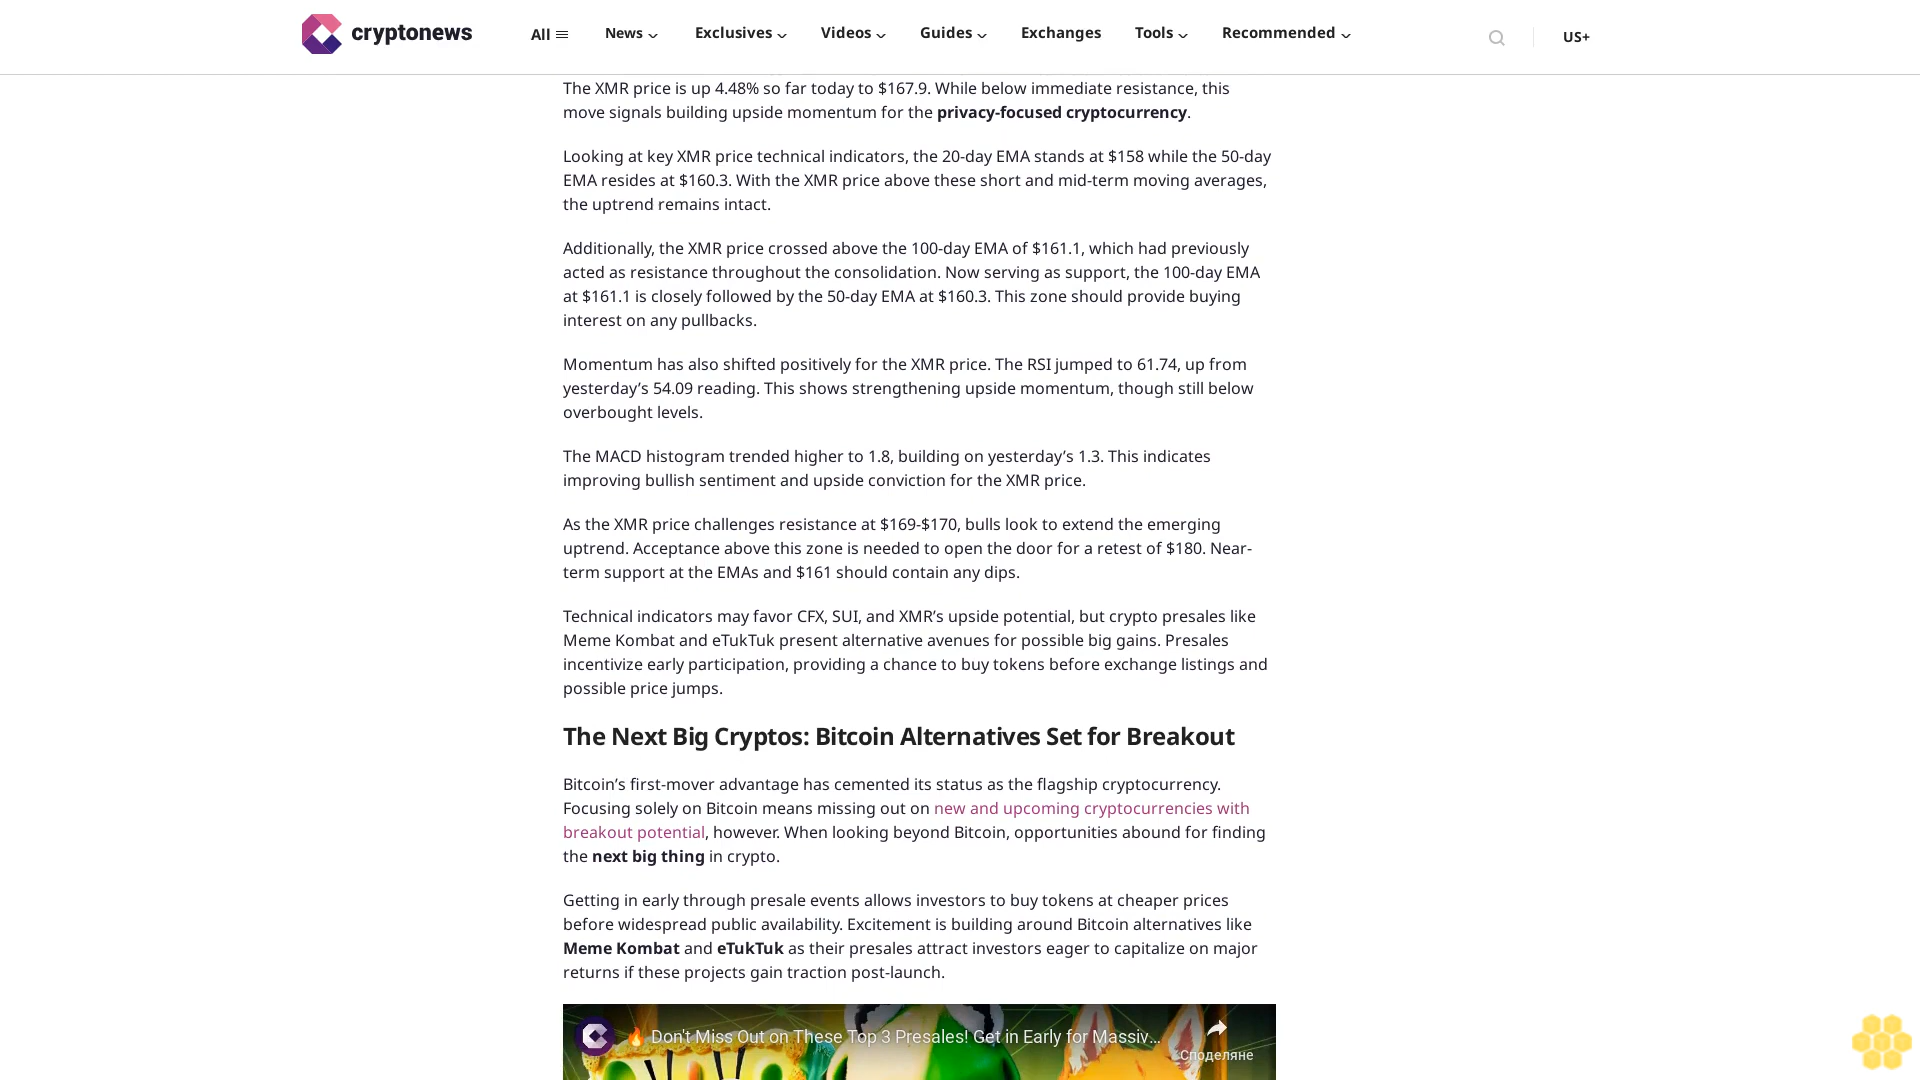 cryptonews
All
News
Exclusives
Videos
Guides
Exchanges
Tools
Recommended
US+
The XMR price is up 4.48% so far today to $167.9. While below immediate resistance, this
move signals building upside momentum for the privacy-focused cryptocurrency.
Looking at key XMR price technical indicators, the 20-day EMA stands at $158 while the 50-day
EMA resides at $160.3. With the XMR price above these short and mid-term moving averages,
the uptrend remains intact.
Additionally, the XMR price crossed above the 100-day EMA of $161.1, which had previously
acted as resistance throughout the consolidation. Now serving as support, the 100-day EMA
at $161.1 is closely followed by the 50-day EMA at $160.3. This zone should provide buying
interest on any pullbacks.
Momentum has also shifted positively for the XMR price. The RSI jumped to 61.74, up from
yesterday’s 54.09 reading. This shows strengthening upside momentum, though still below
overbought levels.
The MACD histogram trended higher to 1.8, building on yesterday’s 1.3. This indicates
improving bullish sentiment and upside conviction for the XMR price.
As the XMR price challenges resistance at $169-$170, bulls look to extend the emerging
uptrend. Acceptance above this zone is needed to open the door for a retest of $180. Near-
term support at the EMAs and $161 should contain any dips.
Technical indicators may favor CFX, SUI, and XMR’s upside potential, but crypto presales like
Meme Kombat and eTukTuk present alternative avenues for possible big gains. Presales
incentivize early participation, providing a chance to buy tokens before exchange listings and
possible price jumps.
The Next Big Cryptos: Bitcoin Alternatives Set for Breakout
Bitcoin’s first-mover advantage has cemented its status as the flagship cryptocurrency.
Focusing solely on Bitcoin means missing out on new and upcoming cryptocurrencies with
breakout potential, however. When looking beyond Bitcoin, opportunities abound for finding
the next big thing in crypto.
Getting in early through presale events allows investors to buy tokens at cheaper prices
before widespread public availability. Excitement is building around Bitcoin alternatives like
Meme Kombat and eTukTuk as their presales attract investors eager to capitalize on major
returns if these projects gain traction post-launch.
🔥 Don't Miss Out on These Top 3 Presales! Get in Early for Massiv...
Споделяне